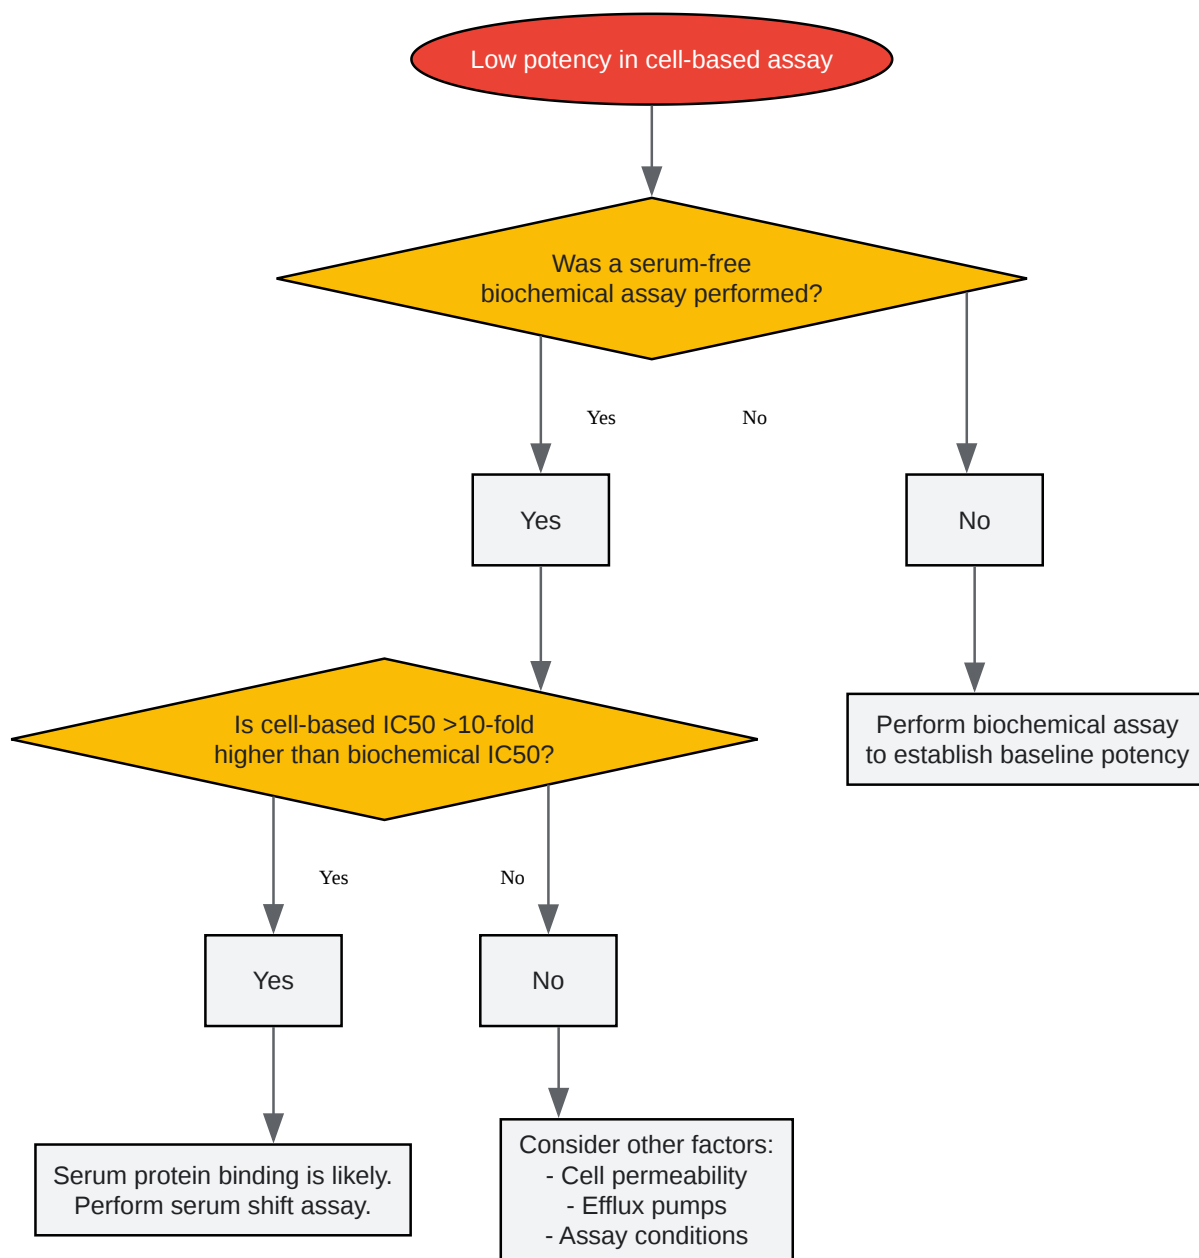 Low potency in cell-based assay
Was a serum-free
biochemical assay performed?
Yes
No
Yes
No
Is cell-based IC50 >10-fold
higher than biochemical IC50?
Perform biochemical assay
to establish baseline potency
Yes
No
Yes
No
Serum protein binding is likely.
Perform serum shift assay.
Consider other factors:
- Cell permeability
- Efflux pumps
- Assay conditions